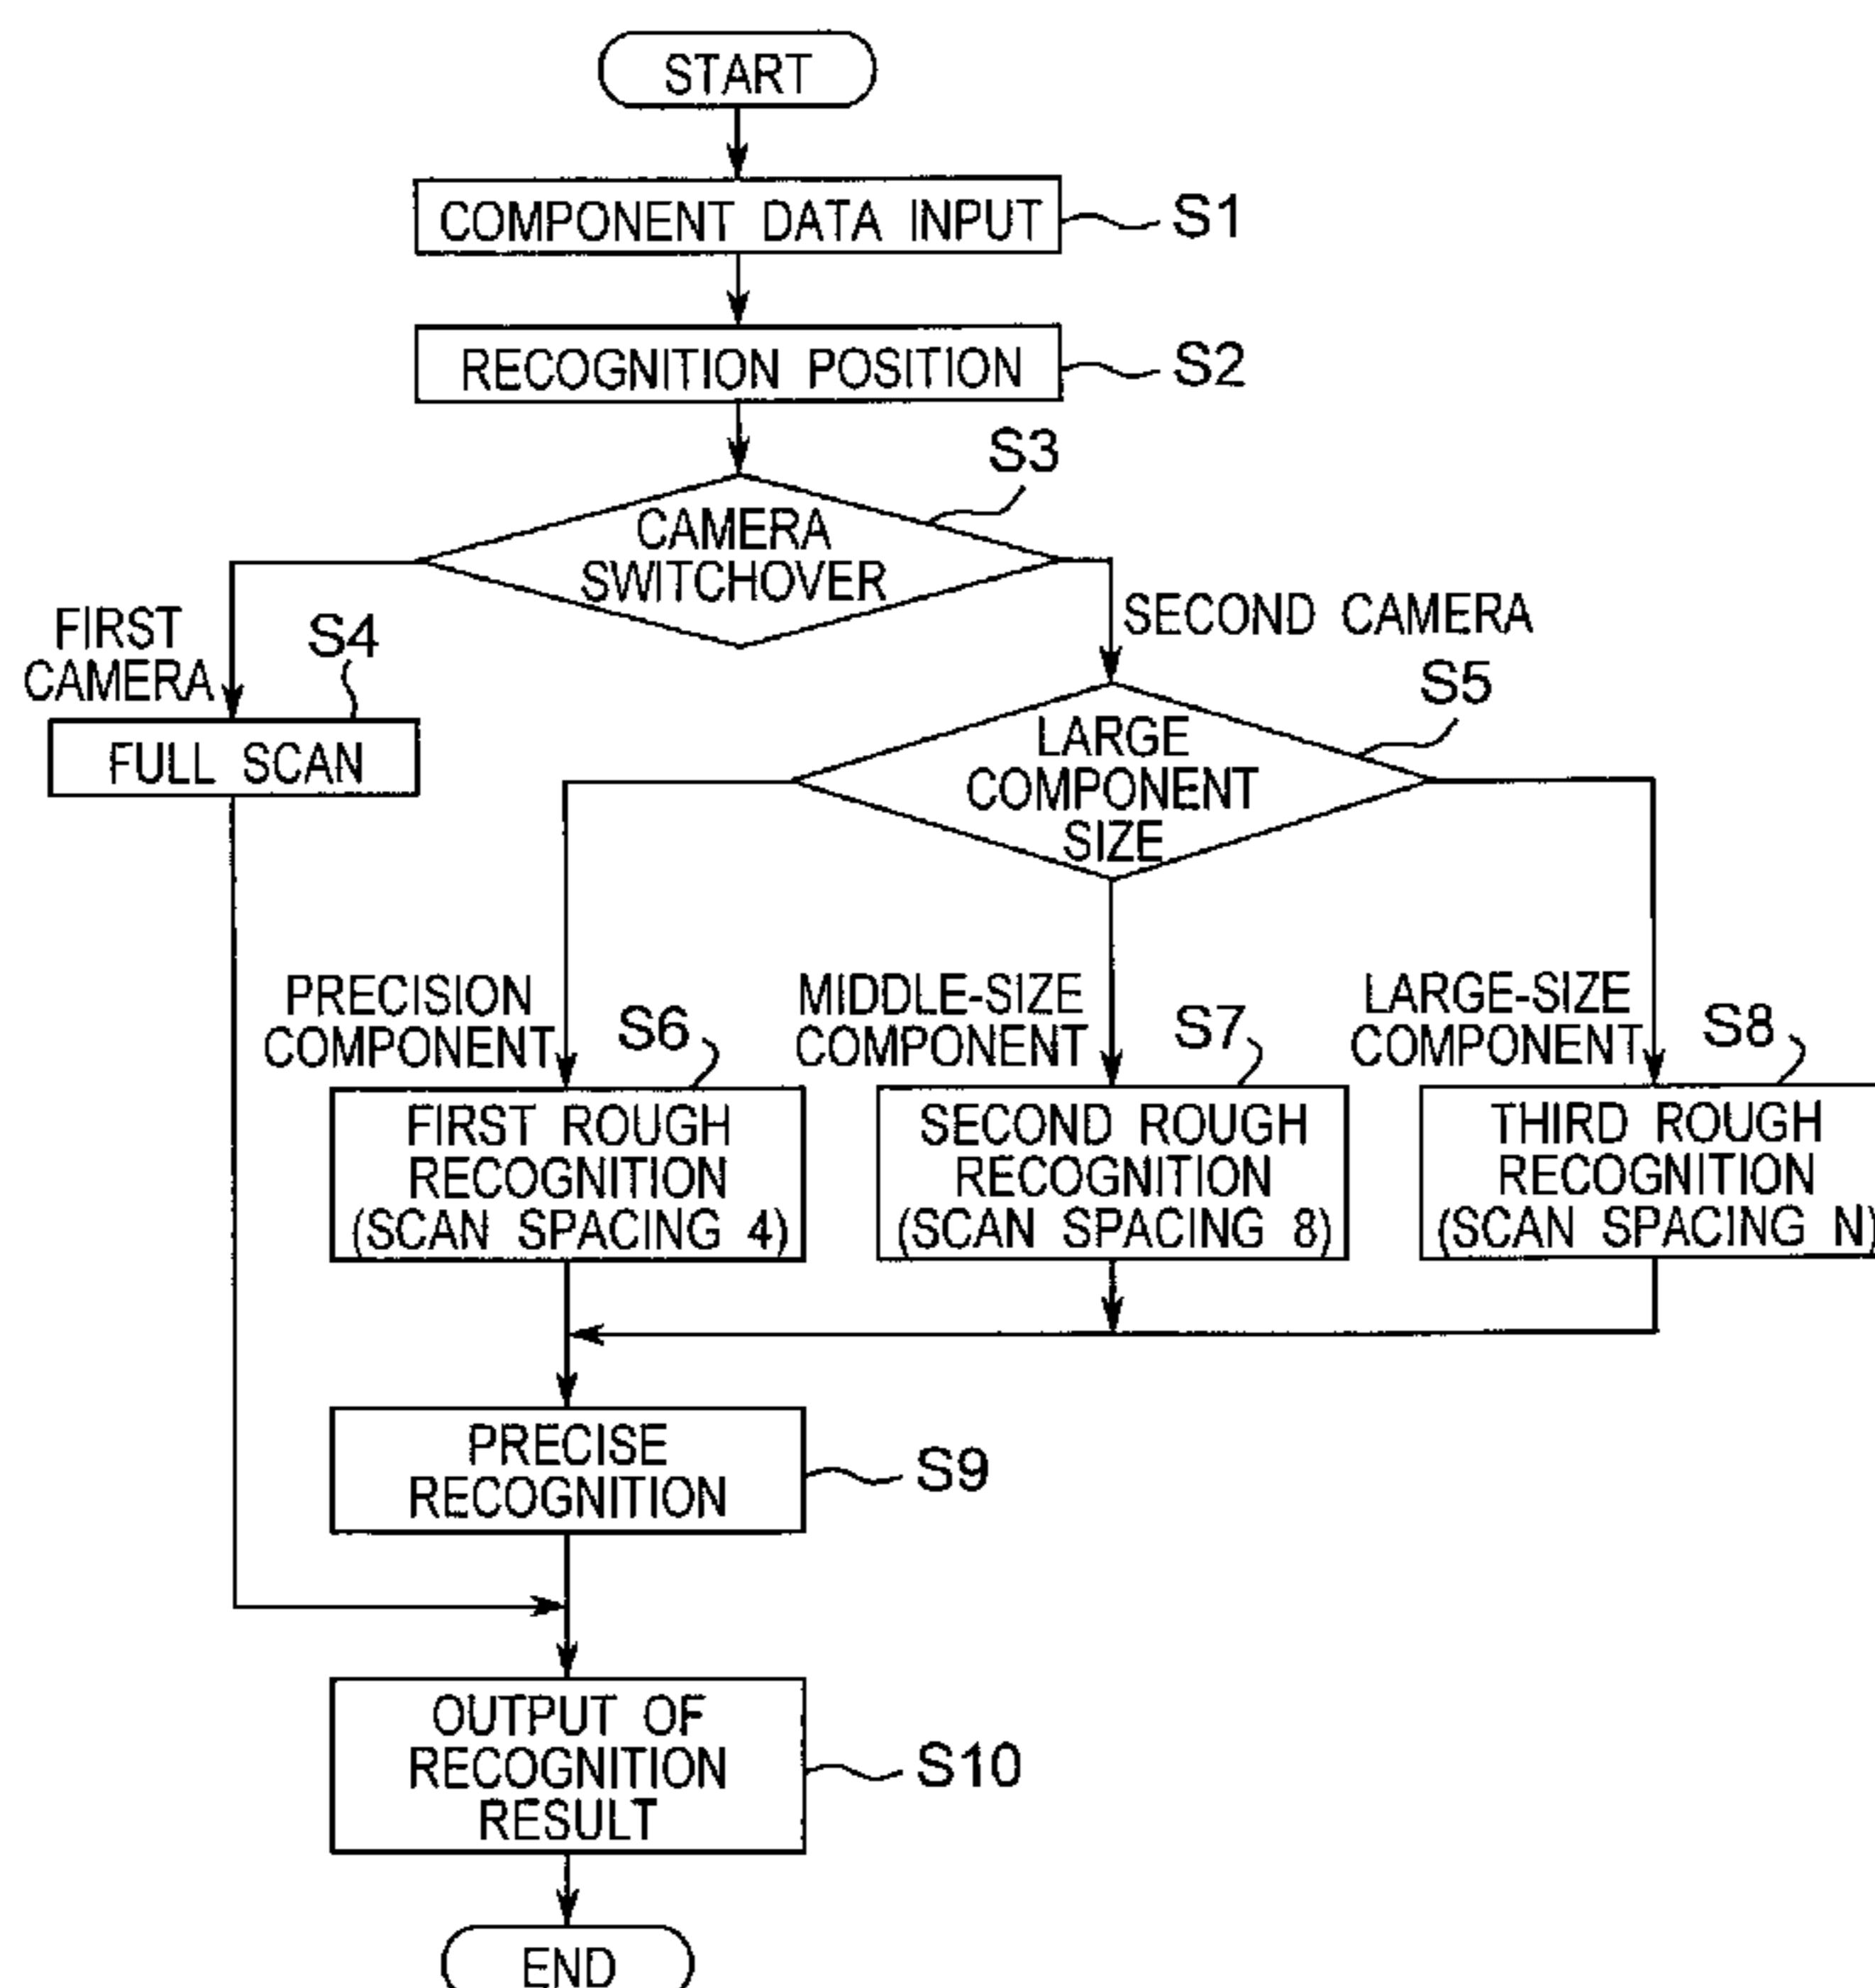 START
COMPONENT DATA INPUT
S1
RECOGNITION POSITION
S2
S3
CAMERA
SWITCHOVER
FIRST
CAMERA
S4
SECOND CAMERA
FULL SCAN
S5
LARGE
COMPONENT
SIZE
PRECISION
COMPONENT
S6
MIDDLE-SIZE
COMPONENT
S7
LARGE-SIZE
COMPONENT
S8
FIRST ROUGH
RECOGNITION
(SCAN SPACING 4)
SECOND ROUGH
RECOGNITION
(SCAN SPACING 8)
THIRD ROUGH
RECOGNITION
(SCAN SPACING N)
PRECISE
RECOGNITION
S9
OUTPUT OF
RECOGNITION
RESULT
S10
END